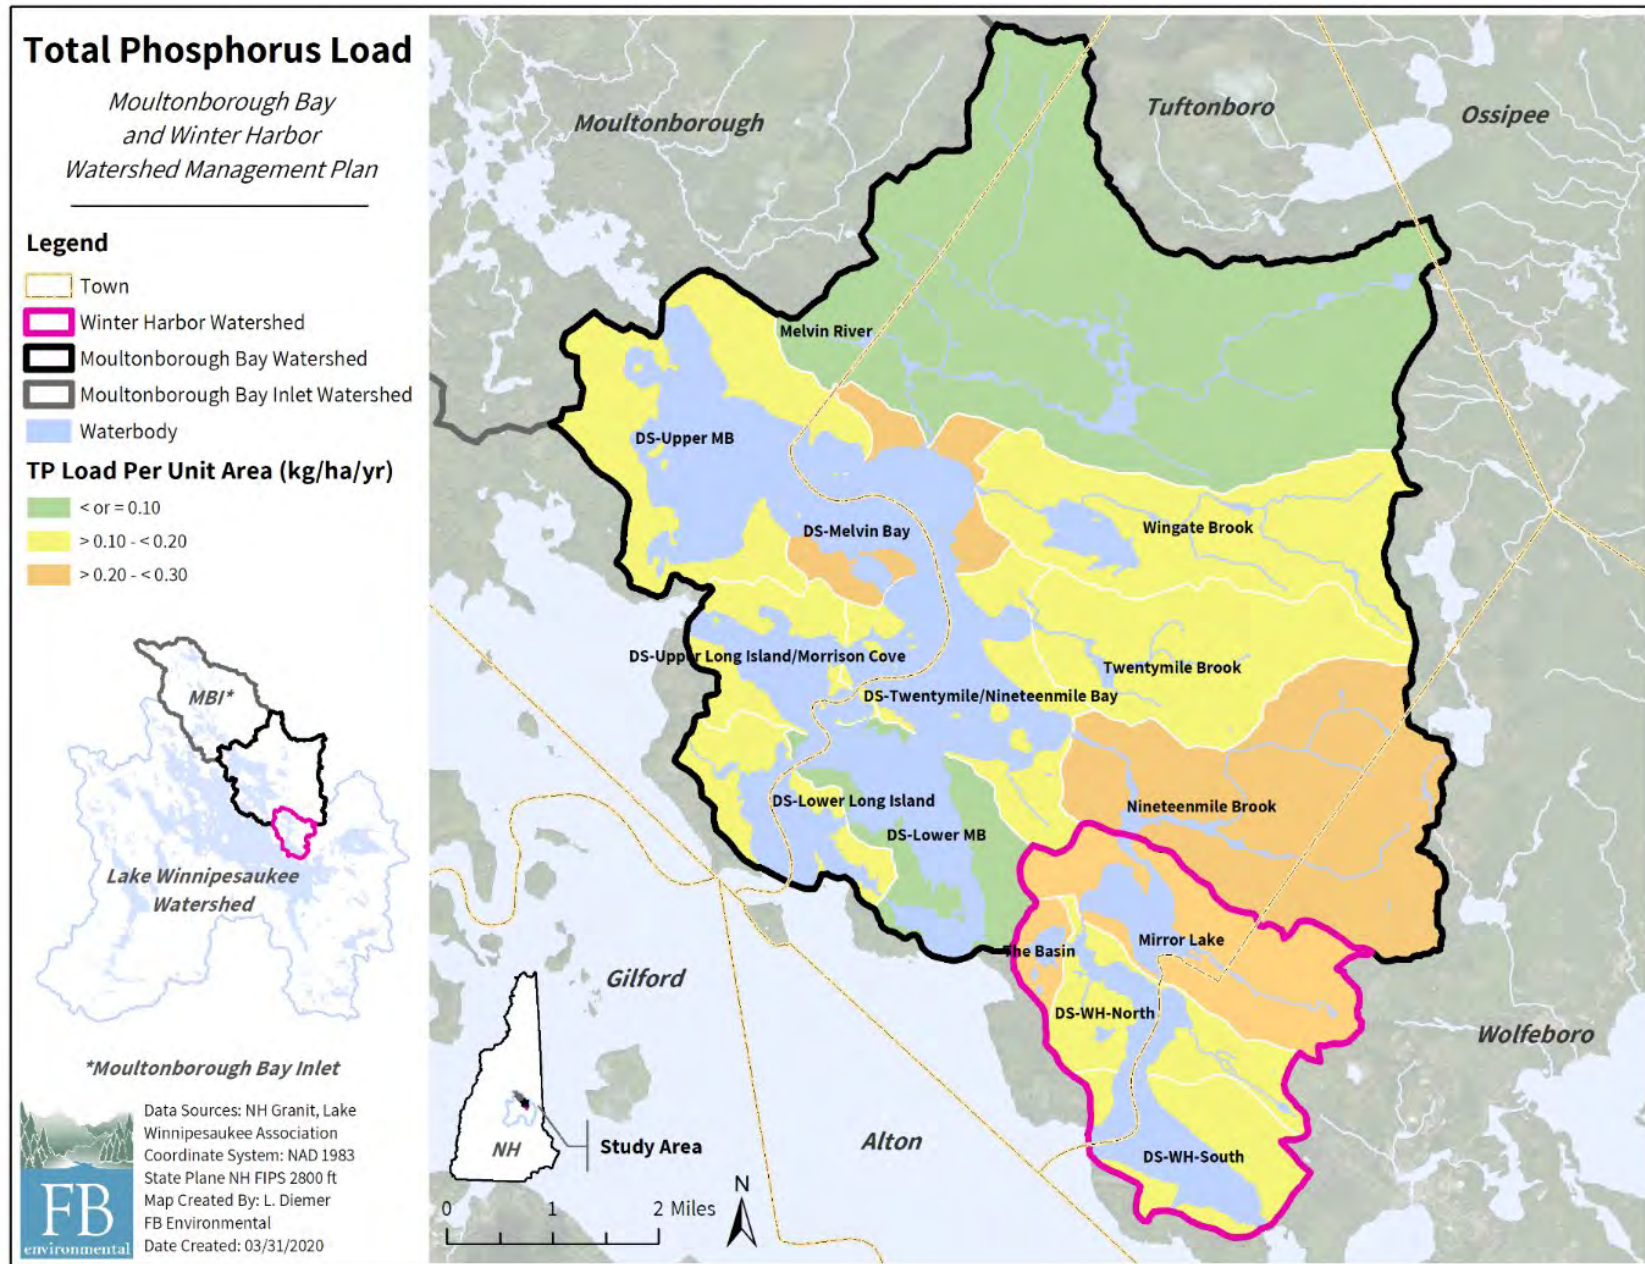 Total Phosphorus Load
Moultonborough Bay
and Winter Harbor
Watershed Management Plan
Legend
Town
Winter Harbor Watershed
Moultonborough Bay Watershed
Moultonborough Bay Inlet Watershed
Waterbody
TP Load Per Unit Area (kg/ha/yr)
< or = 0.10
> 0.10 - < 0.20
> 0.20 - < 0.30
MBI*
Lake Winnipesaukee
Watershed
*Moultonborough Bay Inlet
FB
environmental
Data Sources: NH Granit, Lake
Winnipesaukee Association
Coordinate System: NAD 1983
State Plane NH FIPS 2800 ft
Map Created By: L. Diemer
FB Environmental
Date Created: 03/31/2020
Moultonborough
Tuftonboro
Ossipee
Melvin River
DS-Upper MB
DS-Melvin Bay
Wingate Brook
DS-Upper Long Island/Morrison Cove
Twentymile Brook
DS-Twentymile/Nineteenmile Bay
DS-Lower Long Island
Nineteenmile Brook
DS-Lower MB
Mirror Lake
The Basin
Gilford
DS-WH-North
Wolfeboro
Alton
DS-WH-South
NH
Study Area
N
0 1 2 Miles